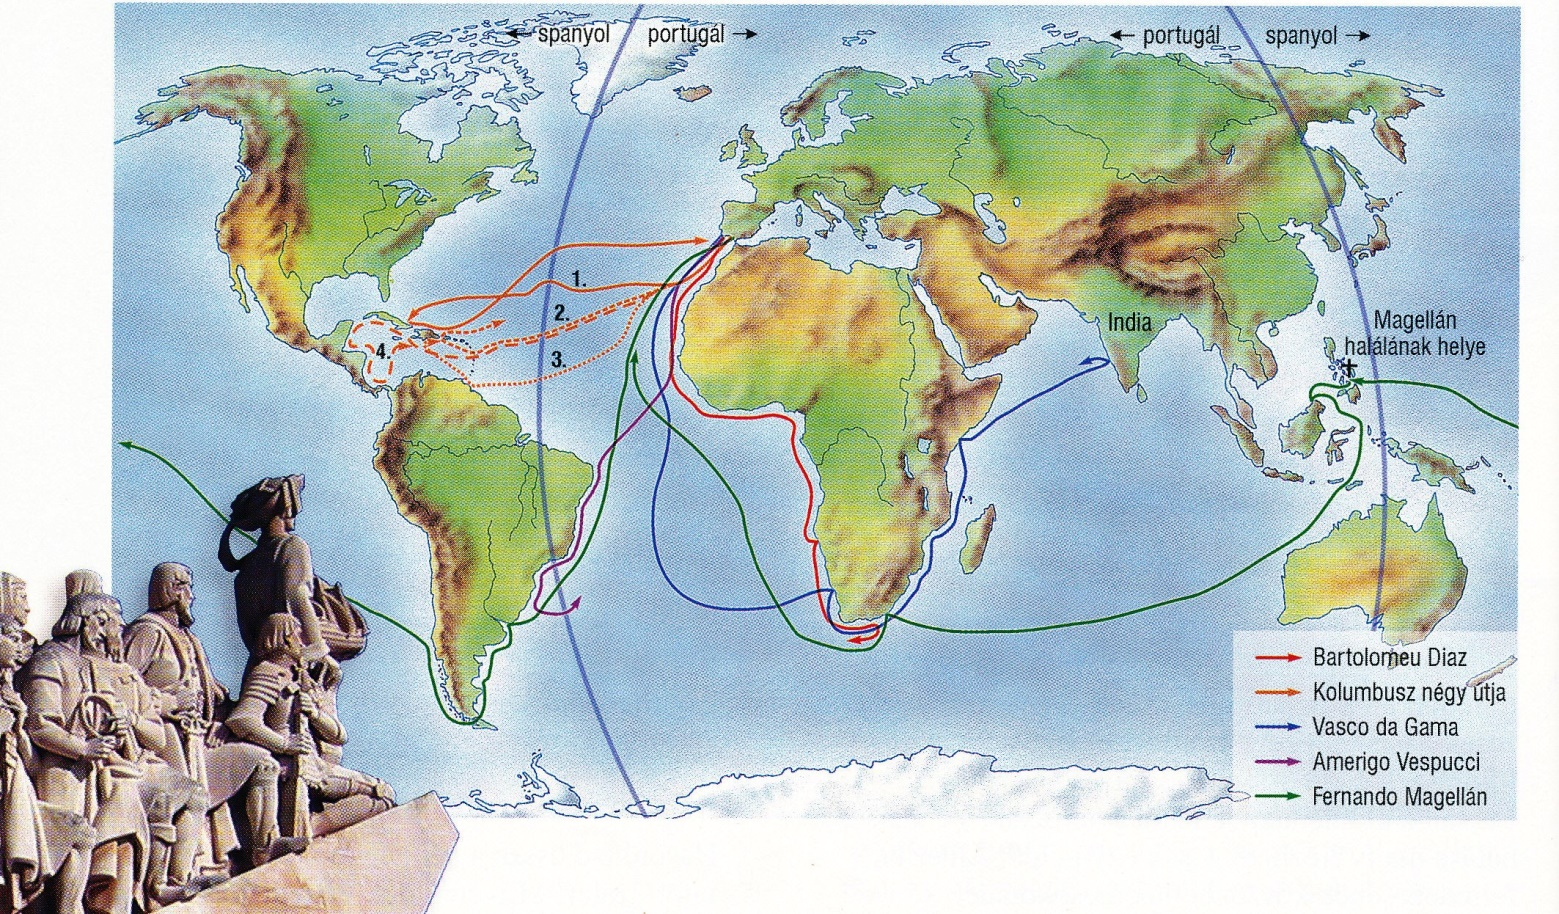 ← spanyol portugál →
← portugál spanyol →
1.
2.
3.
4.
India
Magellán
halálának helye
Bartolomeu Diaz
Kolumbusz négy útja
Vasco da Gama
Amerigo Vespucci
Fernando Magellán